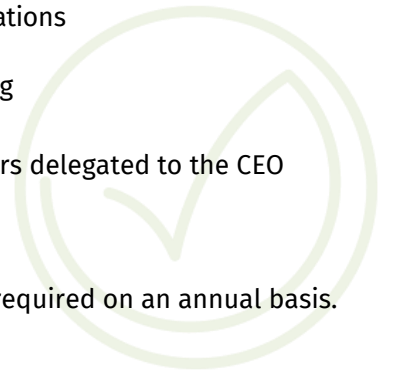 ations
g
rs delegated to the CEO
required on an annual basis.